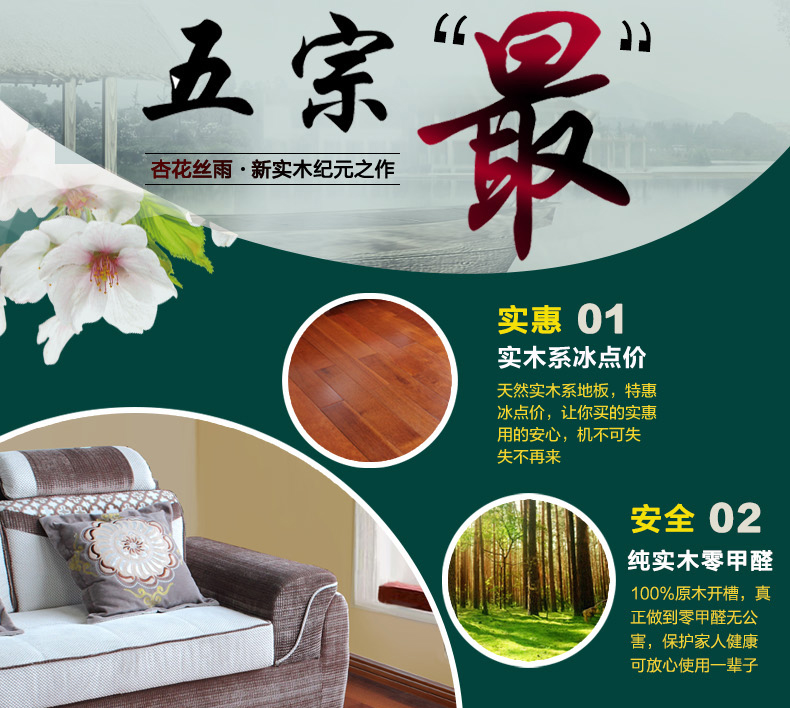 五宗“最”
杏花丝雨·新实木纪元之作
实惠 01
实木系冰点价
天然实木系地板，特惠
冰点价，让你买的实惠
用的安心，机不可失
失不再来
安全 02
纯实木零甲醛
100%原木开槽，真
正做到零甲醛无公
害，保护家人健康
可放心使用一辈子